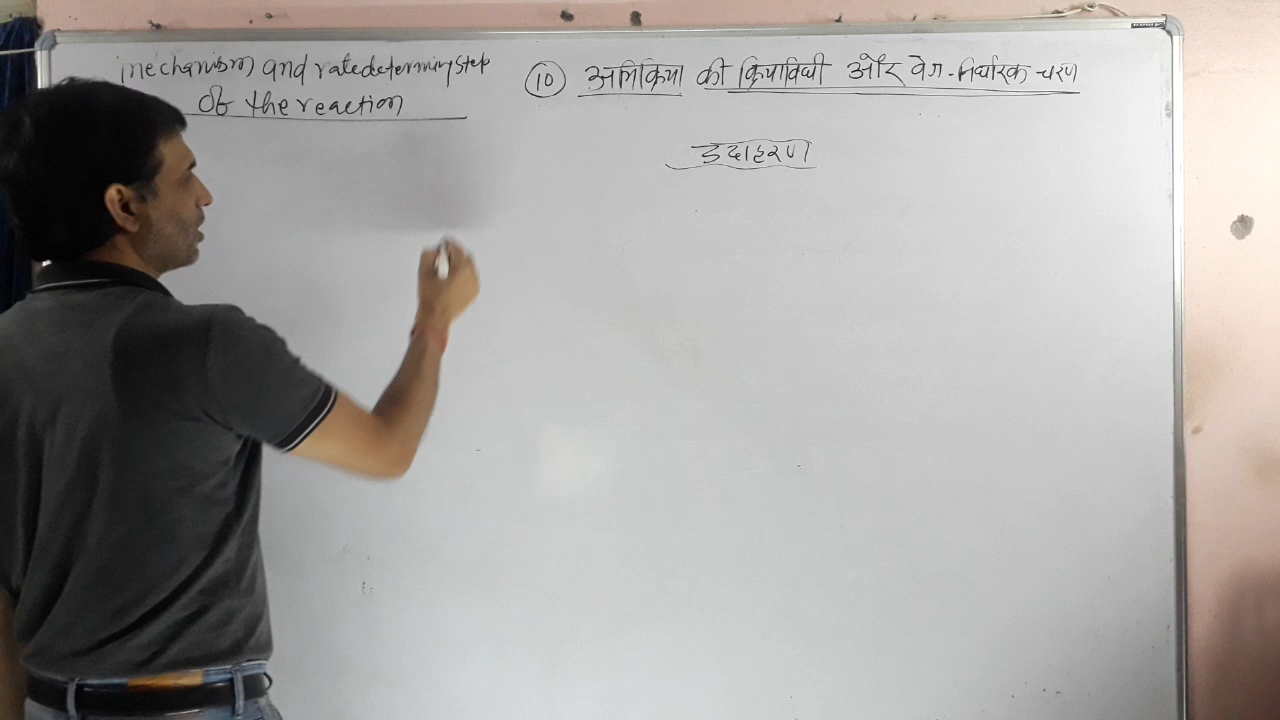 mechanism and rate determining step
of the reaction
10 अभिक्रिया की क्रियाविधी और वेग-निर्धारक चरण
उदाहरण